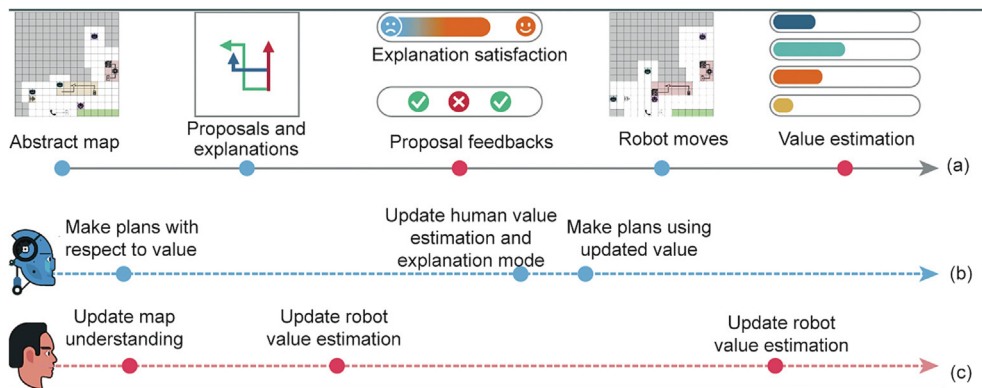 Explanation satisfaction
Abstract map
Proposals and
explanations
Proposal feedbacks
Robot moves
Value estimation
(a)
Make plans with
respect to value
Update human value
estimation and
explanation mode
Make plans using
updated value
(b)
Update map
understanding
Update robot
value estimation
Update robot
value estimation
(c)